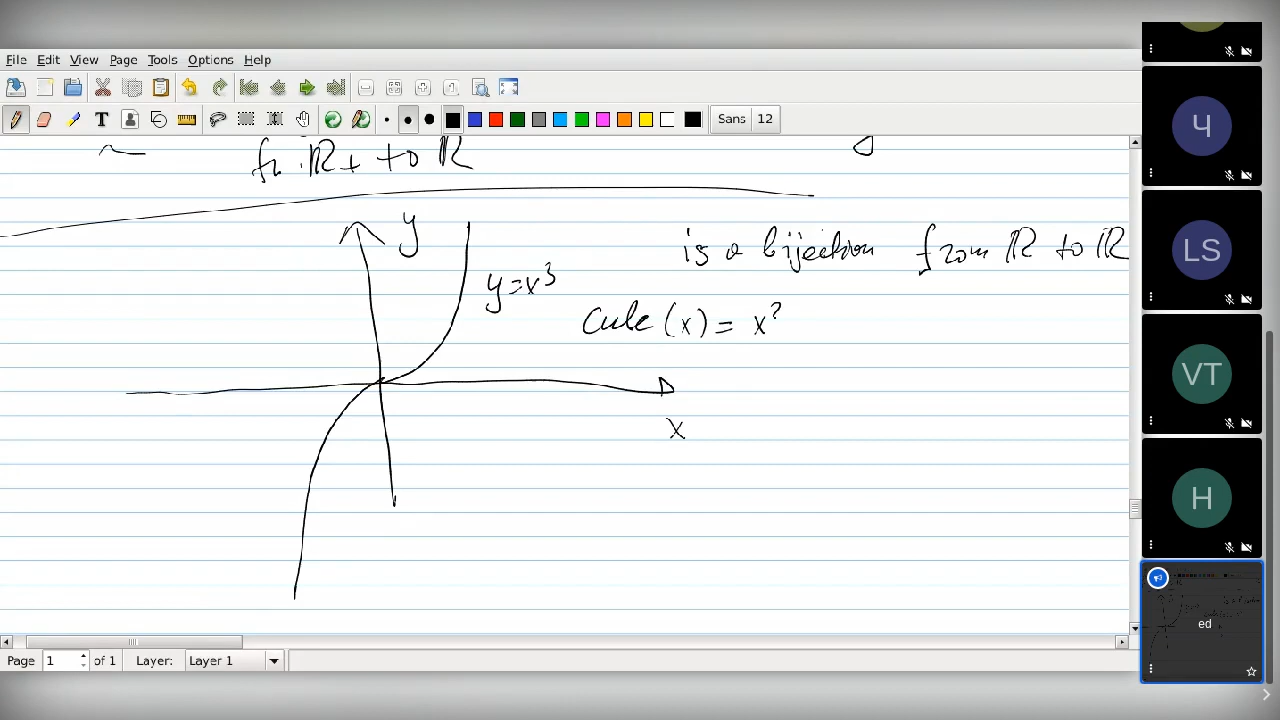 File Edit View Page Tools Options Help
Sans 12
fr. ℝ+ to ℝ
y
is a bijection from ℝ to ℝ
y=x³
Cube (x) = x³
x
Ч
LS
VT
H
ed
Page 1 of 1 Layer: Layer 1